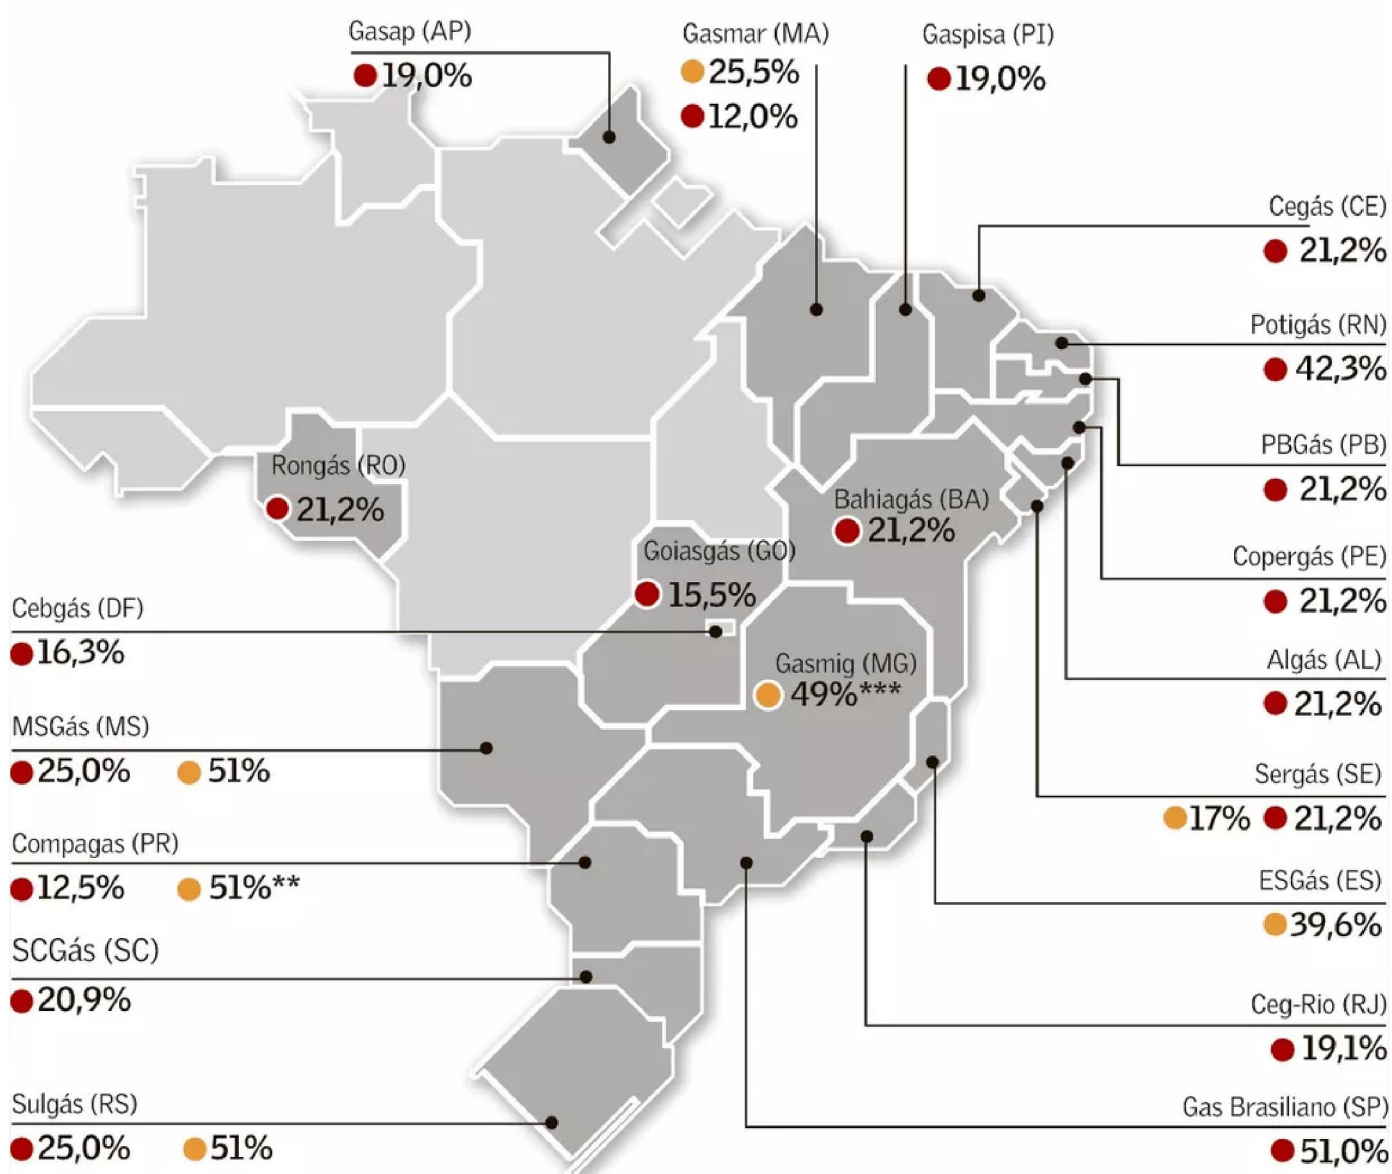 Gasap (AP)
19,0%
Gasmar (MA)
25,5%
12,0%
Gaspisa (PI)
19,0%
Cegás (CE)
21,2%
Potigás (RN)
42,3%
PBGás (PB)
21,2%
Copergás (PE)
21,2%
Algás (AL)
21,2%
Sergás (SE)
17% 21,2%
ESGás (ES)
39,6%
Ceg-Rio (RJ)
19,1%
Gas Brasiliano (SP)
51,0%
Rongás (RO)
21,2%
Bahiagás (BA)
21,2%
Goiasgás (GO)
15,5%
Gasmig (MG)
49%***
Cebgás (DF)
16,3%
MSGás (MS)
25,0% 51%
Compagas (PR)
12,5% 51%**
SCGás (SC)
20,9%
Sulgás (RS)
25,0% 51%